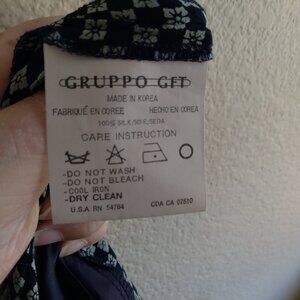 GRUPPO GFT
MADE IN KOREA
FABRIQUÉ EN COREE HECHO EN COREA
100% SILK/SOIE/SEDA
CARE INSTRUCTION
-DO NOT WASH
-DO NOT BLEACH
-COOL IRON
-DRY CLEAN
U.S.A RN 54784 CDA CA 07510